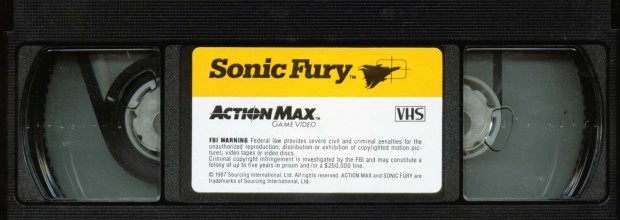 Sonic Fury™
ACTION MAX™
GAME VIDEO
VHS
FBI WARNING Federal law provides severe civil and criminal penalties for the
unauthorized reproduction, distribution or exhibition of copyrighted motion pic-
tures, video tapes or video discs.
Criminal copyright infringement is investigated by the FBI and may constitute a
felony of up to five years in prison and/or a $250,000 fine.
© 1987 Sourcing International, Ltd. All rights reserved. ACTION MAX and SONIC FURY are
trademarks of Sourcing International, Ltd.